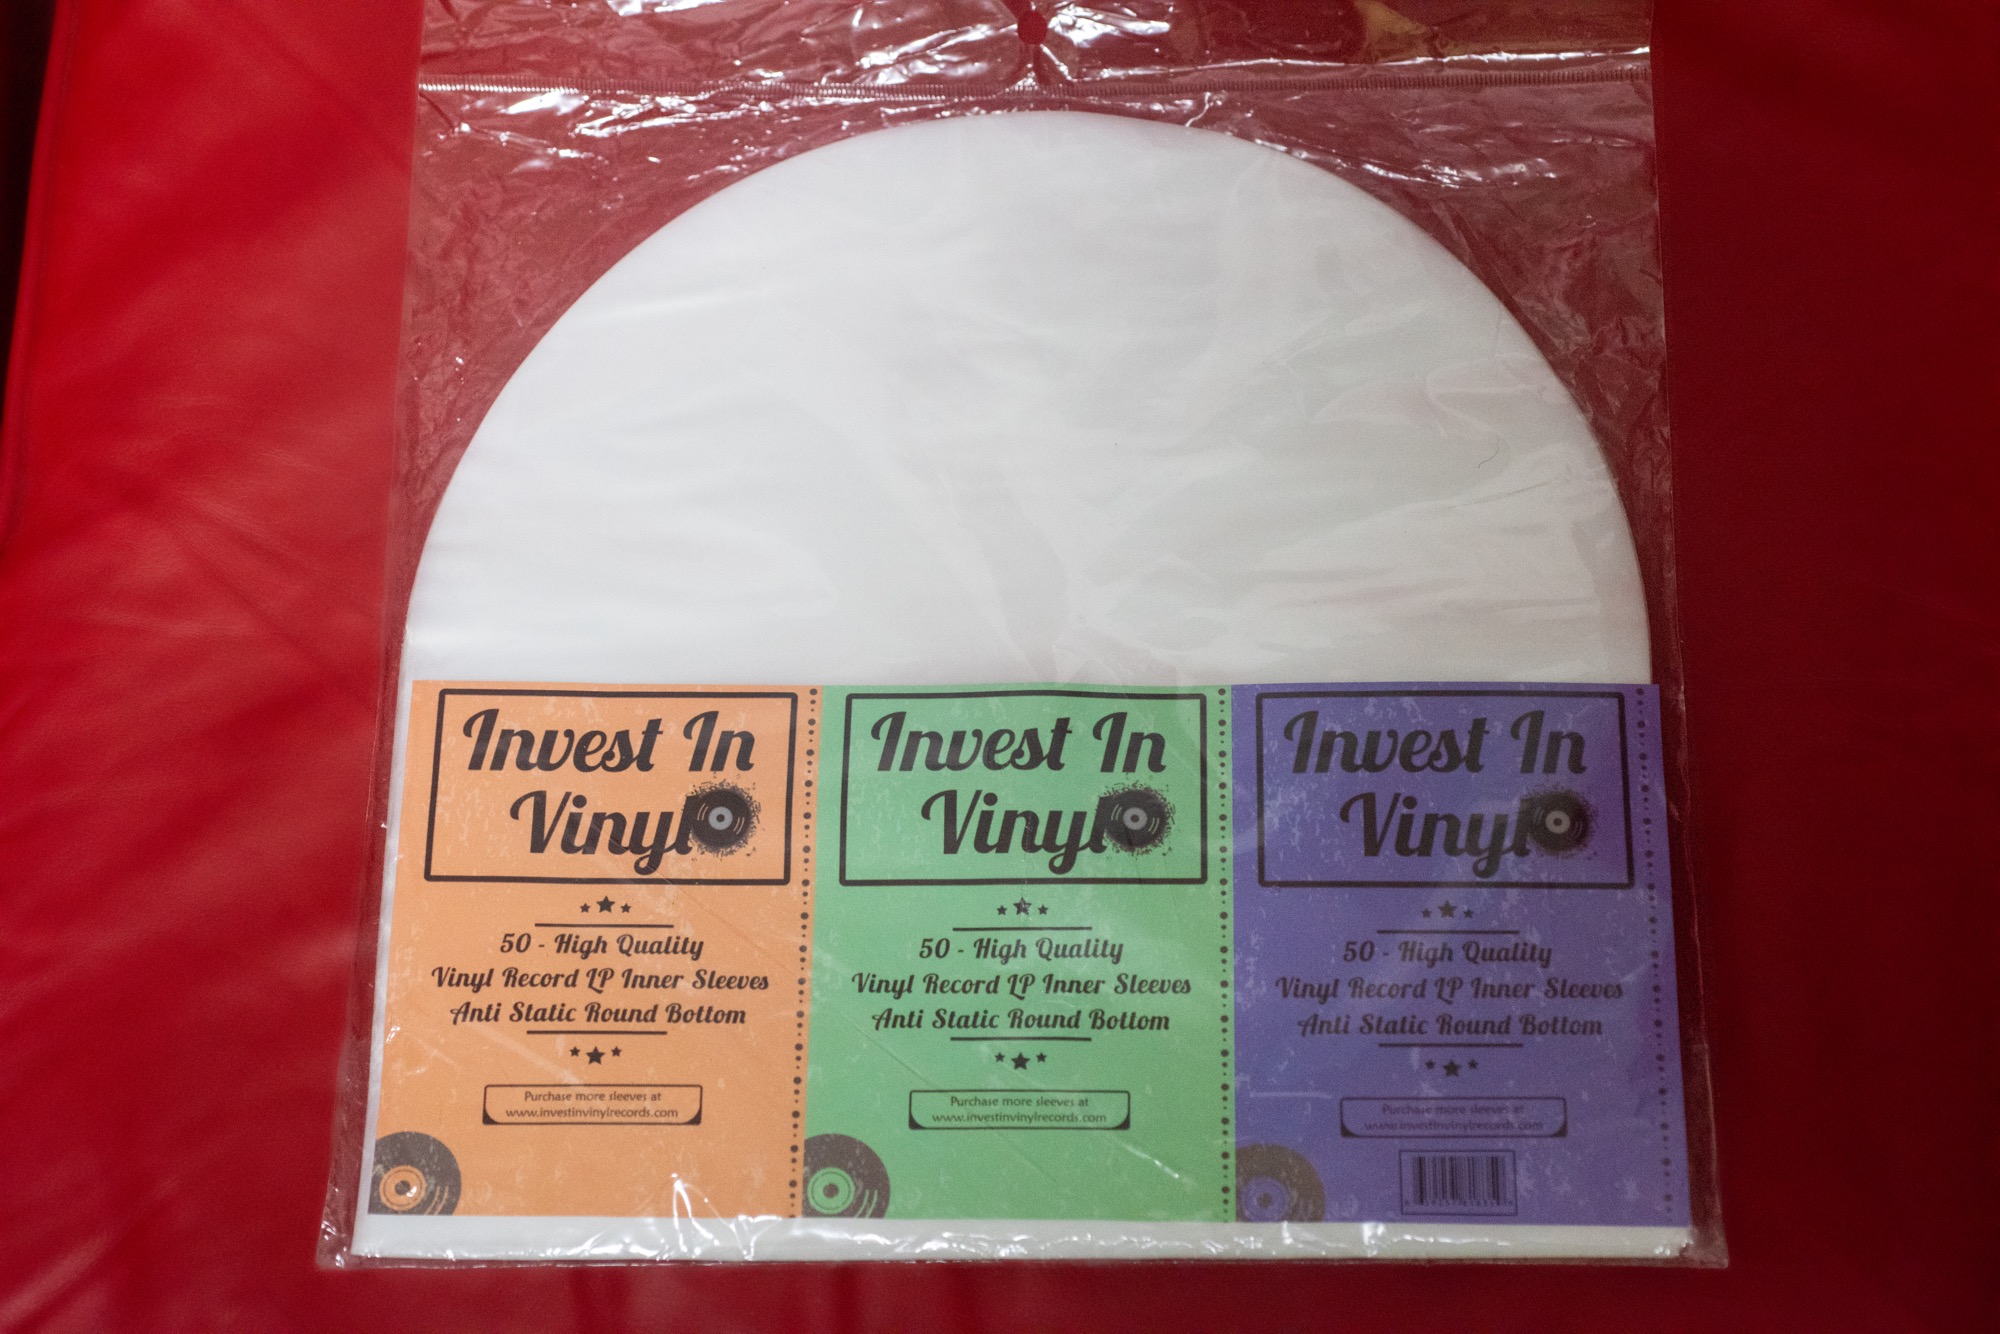 Invest In
Vinyl
50 - High Quality
Vinyl Record LP Inner Sleeves
Anti Static Round Bottom
Purchase more sleeves at
www.investinvinylrecords.com
Invest In
Vinyl
50 - High Quality
Vinyl Record LP Inner Sleeves
Anti Static Round Bottom
Purchase more sleeves at
www.investinvinylrecords.com
Invest In
Vinyl
50 - High Quality
Vinyl Record LP Inner Sleeves
Anti Static Round Bottom
Purchase more sleeves at
www.investinvinylrecords.com